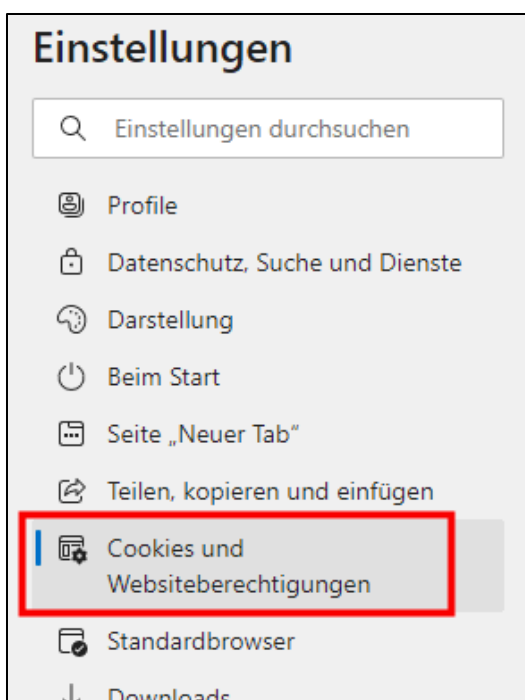 Einstellungen
Einstellungen durchsuchen
Profile
Datenschutz, Suche und Dienste
Darstellung
Beim Start
Seite „Neuer Tab“
Teilen, kopieren und einfügen
Cookies und
Websiteberechtigungen
Standardbrowser
Downloads